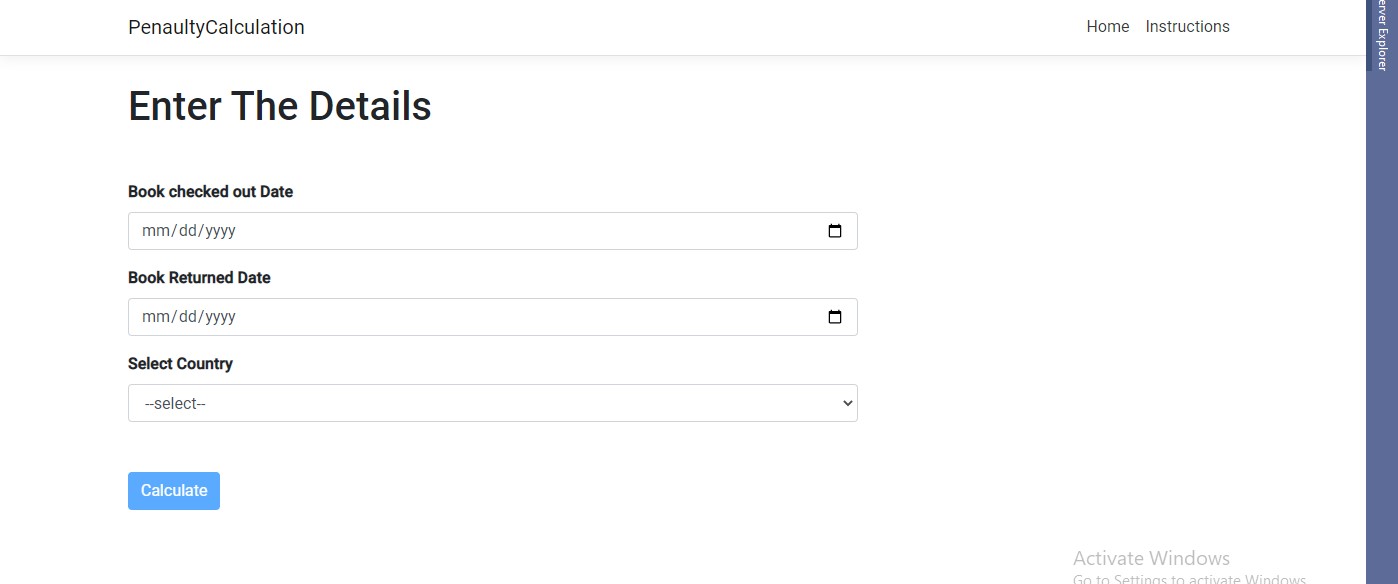 PenaultyCalculation
Home Instructions
erver Explorer
Enter The Details
Book checked out Date
mm/dd/yyyy
Book Returned Date
mm/dd/yyyy
Select Country
--select--
Calculate
Activate Windows
Go to Settings to activate Windows